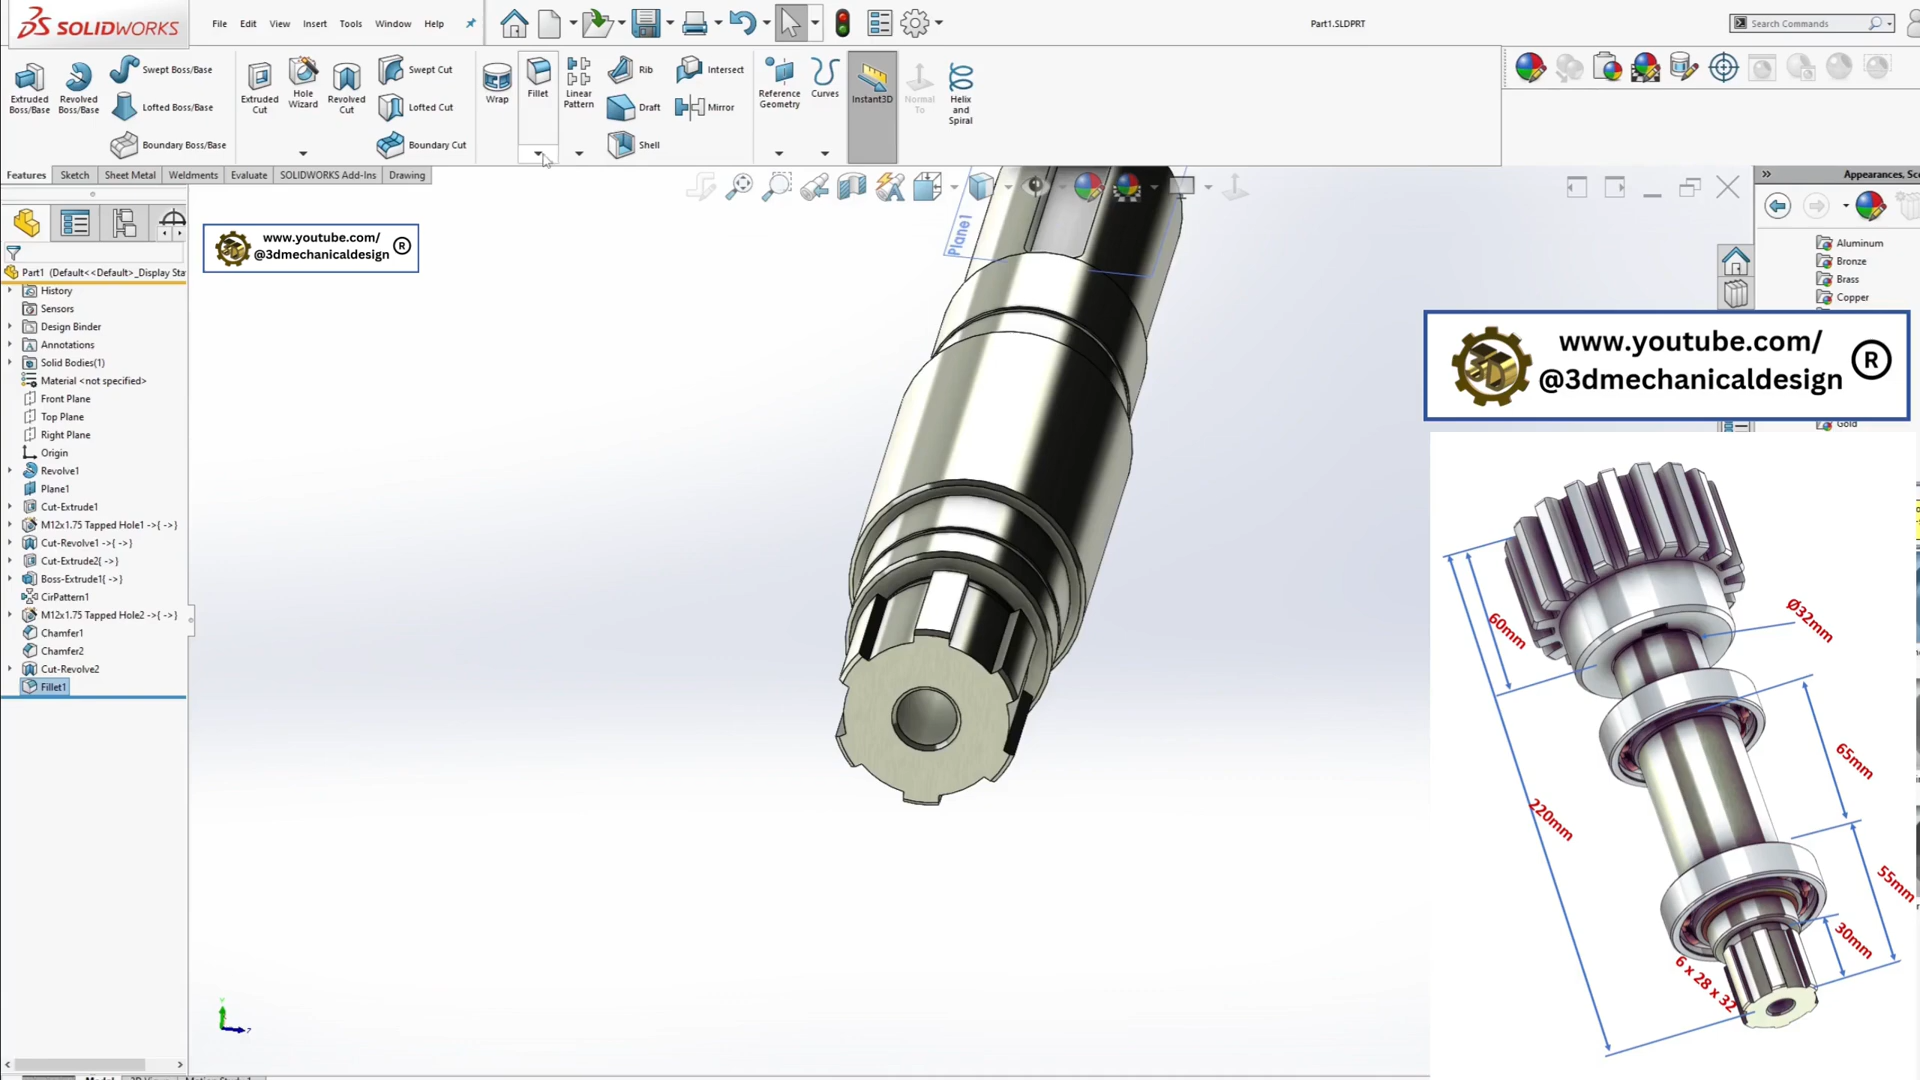 SOLIDWORKS
File
Edit
View
Insert
Tools
Window
Help
Part1.SLDPRT
Search Commands
Extruded
Boss/Base
Revolved
Boss/Base
Swept Boss/Base
Lofted Boss/Base
Boundary Boss/Base
Extruded
Cut
Hole
Wizard
Revolved
Cut
Swept Cut
Lofted Cut
Boundary Cut
Wrap
Fillet
Linear
Pattern
Rib
Draft
Shell
Intersect
Mirror
Reference
Geometry
Curves
Instant3D
Normal
To
Helix
and
Spiral
Features
Sketch
Sheet Metal
Weldments
Evaluate
SOLIDWORKS Add-Ins
Drawing
Appearances, Sce
www.youtube.com/
@3dmechanicaldesign
®
Part1 (Default<<Default>_Display Sta
History
Sensors
Design Binder
Annotations
Solid Bodies(1)
Material <not specified>
Front Plane
Top Plane
Right Plane
Origin
Revolve1
Plane1
Cut-Extrude1
M12x1.75 Tapped Hole1 ->{ ->}
Cut-Revolve1 ->{ ->}
Cut-Extrude2{ ->}
Boss-Extrude1{ ->}
CirPattern1
M12x1.75 Tapped Hole2 ->{ ->}
Chamfer1
Chamfer2
Cut-Revolve2
Fillet1
Plane1
Aluminum
Bronze
Brass
Copper
3D
www.youtube.com/
@3dmechanicaldesign
®
Gold
60mm
Ø32mm
65mm
220mm
55mm
30mm
6 x 28 x 32